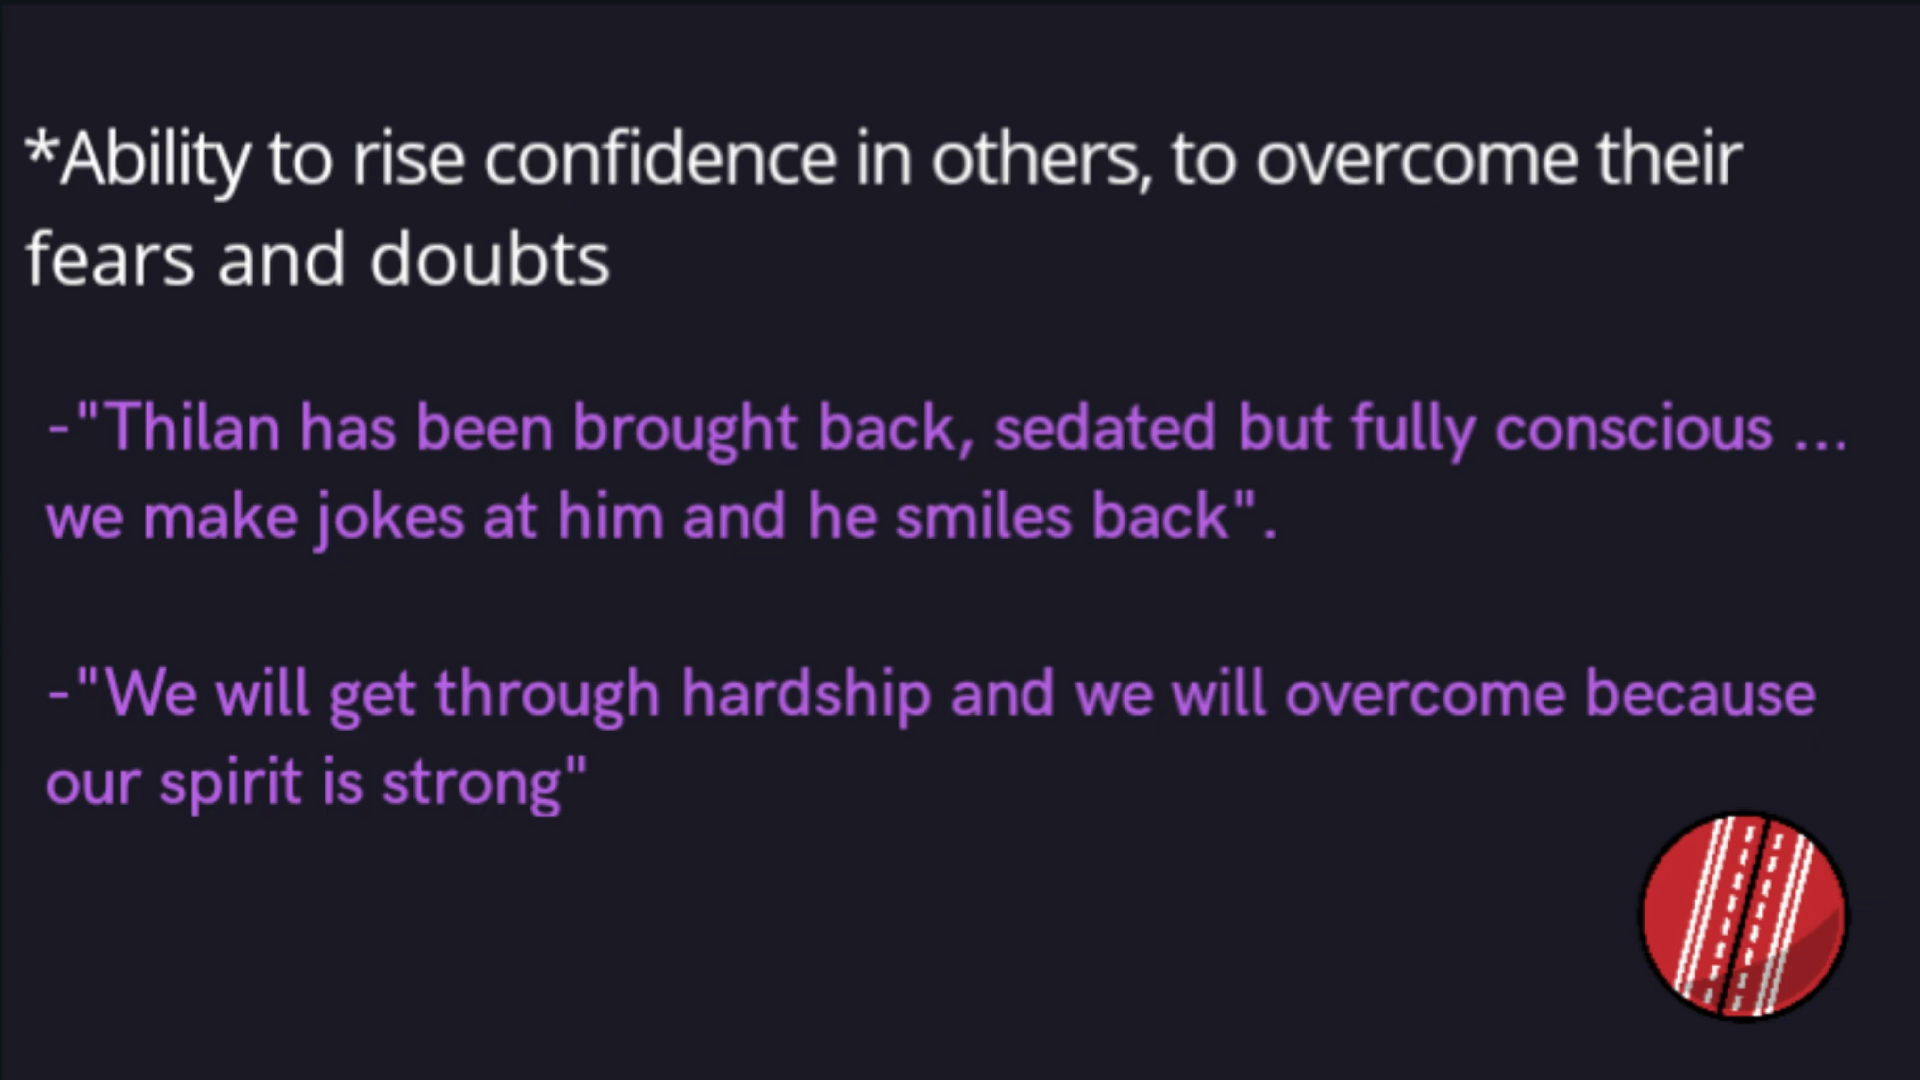 *Ability to rise confidence in others, to overcome their
fears and doubts
-"Thilan has been brought back, sedated but fully conscious ...
we make jokes at him and he smiles back".
-"We will get through hardship and we will overcome because
our spirit is strong"